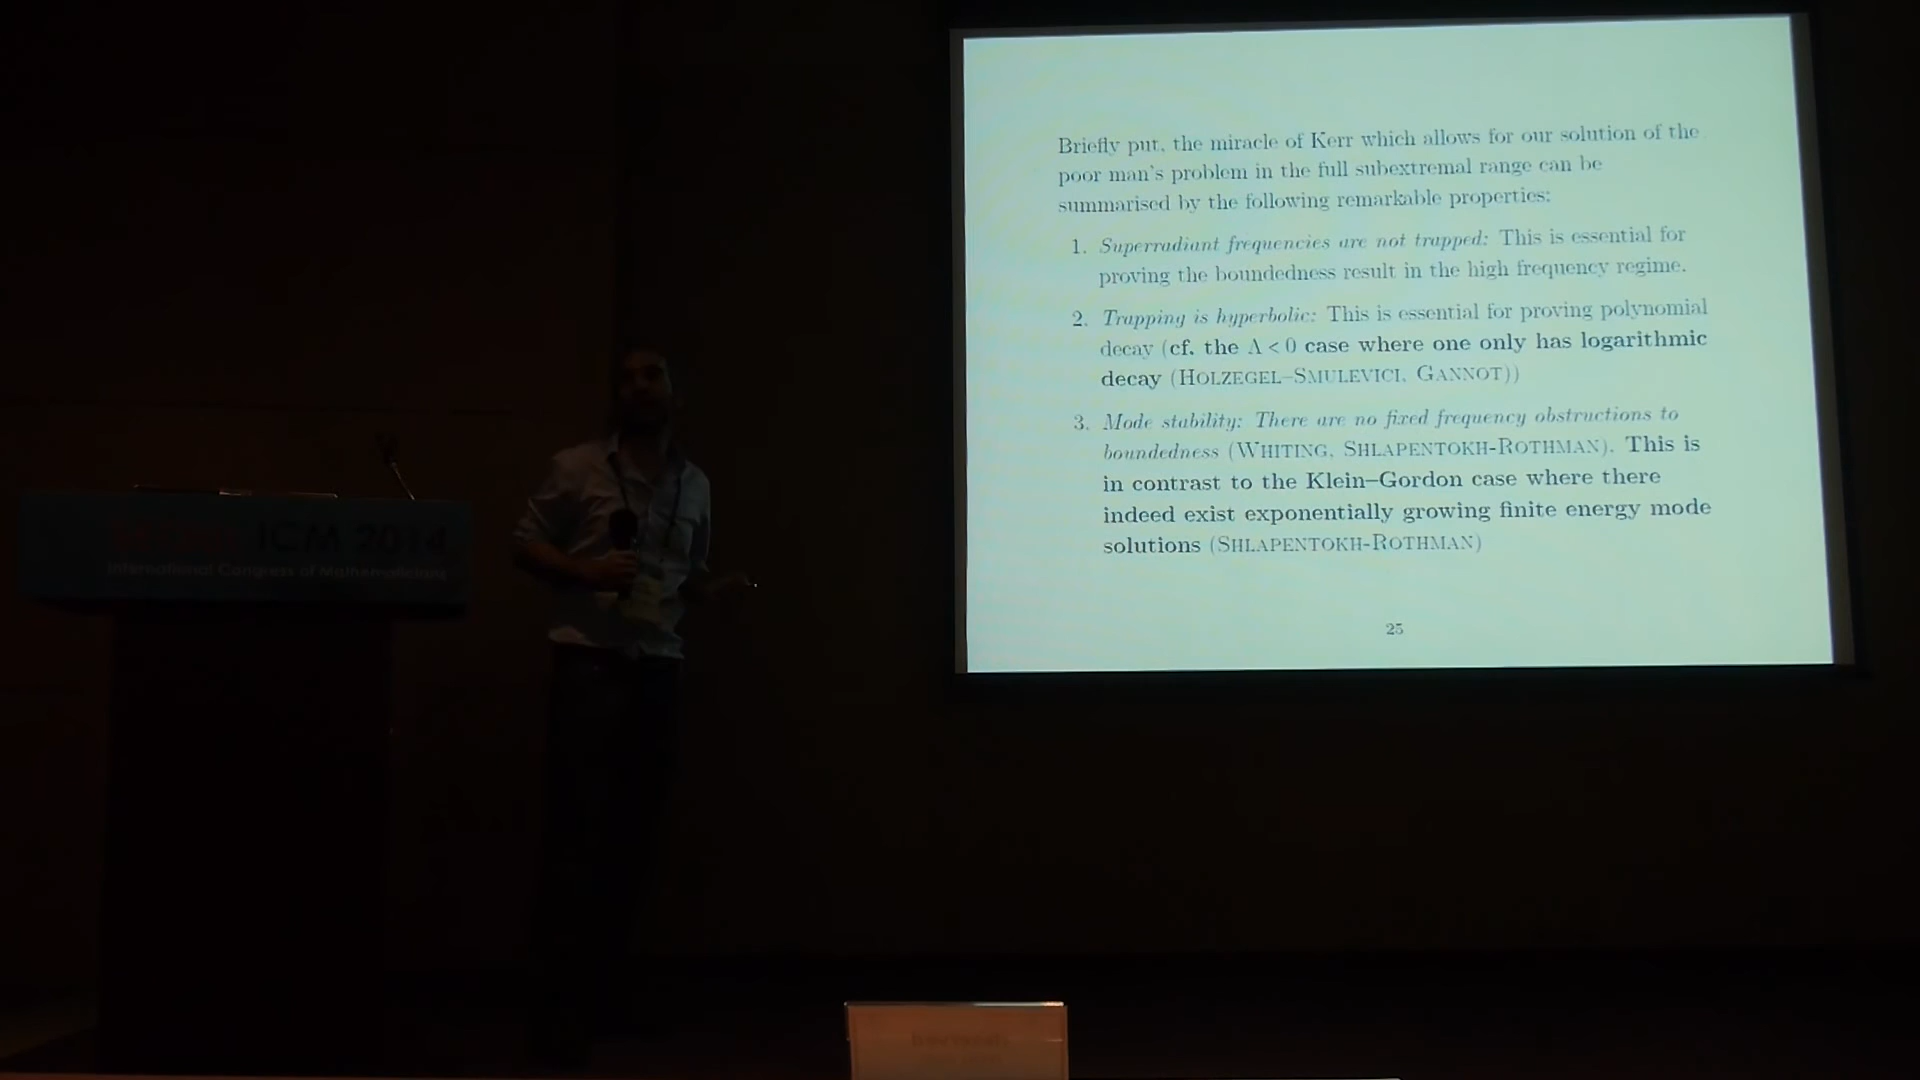 Briefly put, the miracle of Kerr which allows for our solution of the
poor man's problem in the full subextremal range can be
summarised by the following remarkable properties:
1. Superradiant frequencies are not trapped: This is essential for
proving the boundedness result in the high frequency regime.
2. Trapping is hyperbolic: This is essential for proving polynomial
decay (cf. the Λ < 0 case where one only has logarithmic
decay (HOLZEGEL–SMULEVICI, GANNOT))
3. Mode stability: There are no fixed frequency obstructions to
boundedness (WHITING, SHLAPENTOKH-ROTHMAN). This is
in contrast to the Klein–Gordon case where there
indeed exist exponentially growing finite energy mode
solutions (SHLAPENTOKH-ROTHMAN)
25
ICM 2014
International Congress of Mathematicians